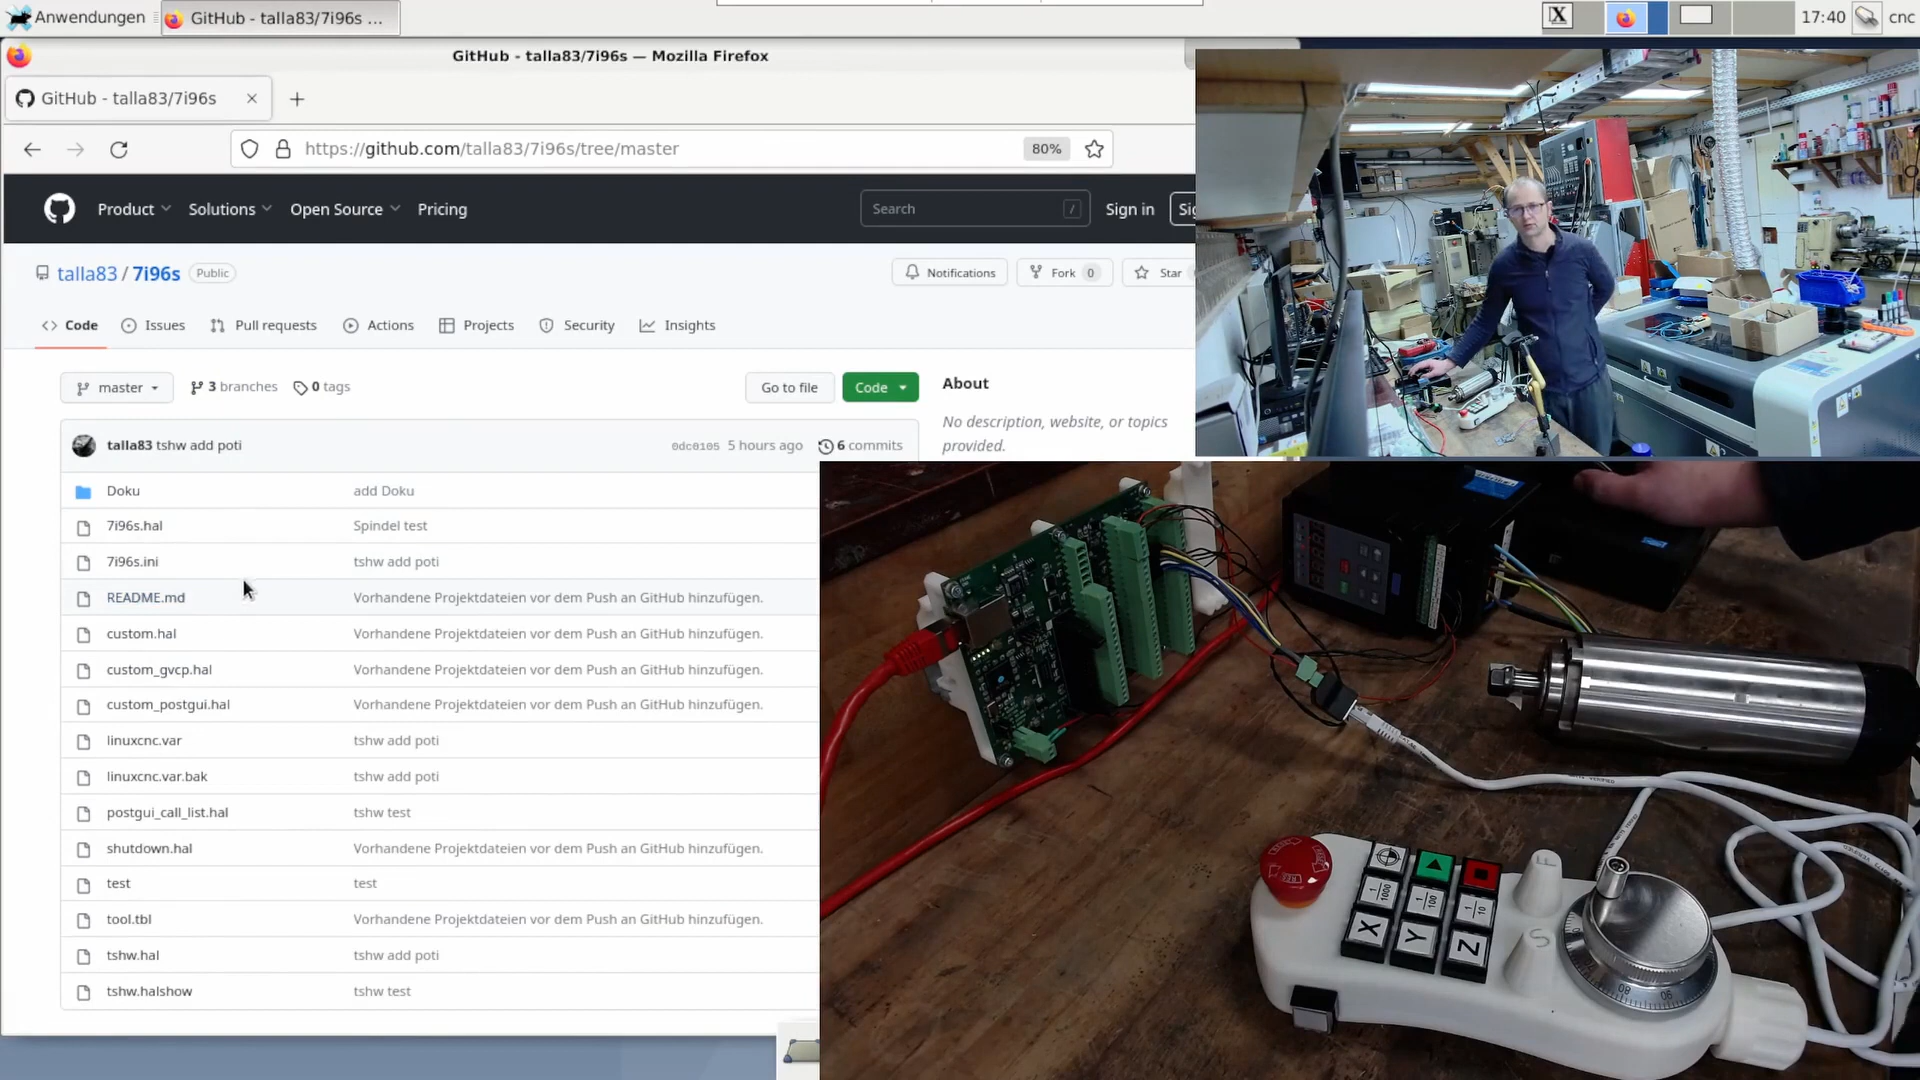 Anwendungen
GitHub - talla83/7i96s ...
17:40
cnc
GitHub - talla83/7i96s — Mozilla Firefox
GitHub - talla83/7i96s
https://github.com/talla83/7i96s/tree/master
80%
Product
Solutions
Open Source
Pricing
Search
/
Sign in
talla83 / 7i96s
Public
Notifications
Fork 0
Star
Code
Issues
Pull requests
Actions
Projects
Security
Insights
master
3 branches
0 tags
Go to file
Code
About
No description, website, or topics
provided.
talla83 tshw add poti
0dc0105 5 hours ago
6 commits
Doku
add Doku
7i96s.hal
Spindel test
7i96s.ini
tshw add poti
README.md
Vorhandene Projektdateien vor dem Push an GitHub hinzufügen.
custom.hal
Vorhandene Projektdateien vor dem Push an GitHub hinzufügen.
custom_gvcp.hal
Vorhandene Projektdateien vor dem Push an GitHub hinzufügen.
custom_postgui.hal
Vorhandene Projektdateien vor dem Push an GitHub hinzufügen.
linuxcnc.var
tshw add poti
linuxcnc.var.bak
tshw add poti
postgui_call_list.hal
tshw test
shutdown.hal
Vorhandene Projektdateien vor dem Push an GitHub hinzufügen.
test
test
tool.tbl
Vorhandene Projektdateien vor dem Push an GitHub hinzufügen.
tshw.hal
tshw add poti
tshw.halshow
tshw test
1/1000
1/100
1/10
X
Y
Z
F
S
80
90